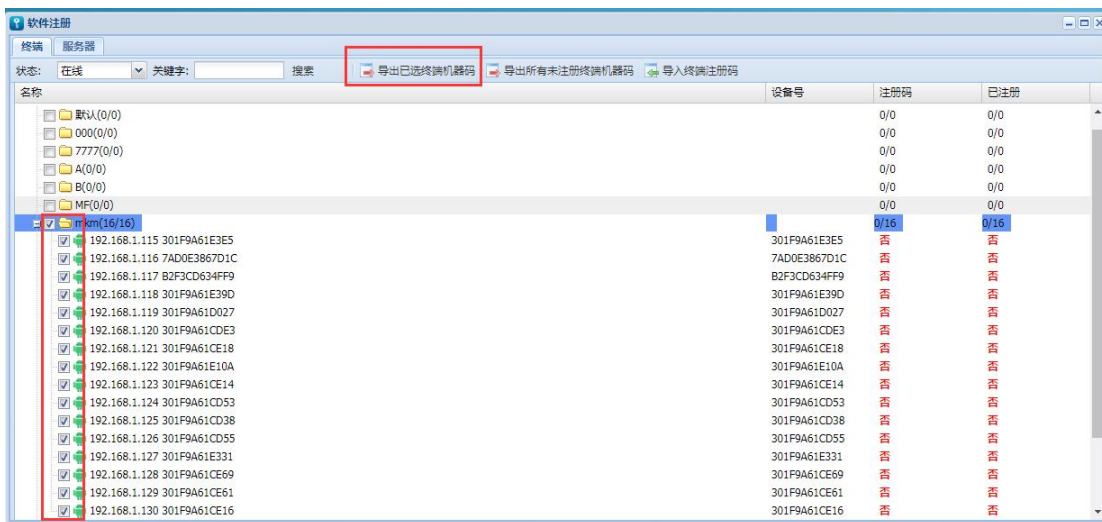 软件注册
终端 服务器
状态: 在线 关键字: 搜索 导出已选终端机器码 导出所有未注册终端机器码 导入终端注册码
名称 设备号 注册码 已注册
默认(0/0) 0/0 0/0
000(0/0) 0/0 0/0
7777(0/0) 0/0 0/0
A(0/0) 0/0 0/0
B(0/0) 0/0 0/0
MF(0/0) 0/0 0/0
mkm(16/16) 0/16 0/16
192.168.1.115 301F9A61E3E5 301F9A61E3E5 否 否
192.168.1.116 7AD0E3867D1C 7AD0E3867D1C 否 否
192.168.1.117 B2F3CD634FF9 B2F3CD634FF9 否 否
192.168.1.118 301F9A61E39D 301F9A61E39D 否 否
192.168.1.119 301F9A61D027 301F9A61D027 否 否
192.168.1.120 301F9A61CDE3 301F9A61CDE3 否 否
192.168.1.121 301F9A61CE18 301F9A61CE18 否 否
192.168.1.122 301F9A61E10A 301F9A61E10A 否 否
192.168.1.123 301F9A61CE14 301F9A61CE14 否 否
192.168.1.124 301F9A61CD53 301F9A61CD53 否 否
192.168.1.125 301F9A61CD38 301F9A61CD38 否 否
192.168.1.126 301F9A61CD55 301F9A61CD55 否 否
192.168.1.127 301F9A61E331 301F9A61E331 否 否
192.168.1.128 301F9A61CE69 301F9A61CE69 否 否
192.168.1.129 301F9A61CE61 301F9A61CE61 否 否
192.168.1.130 301F9A61CE16 301F9A61CE16 否 否